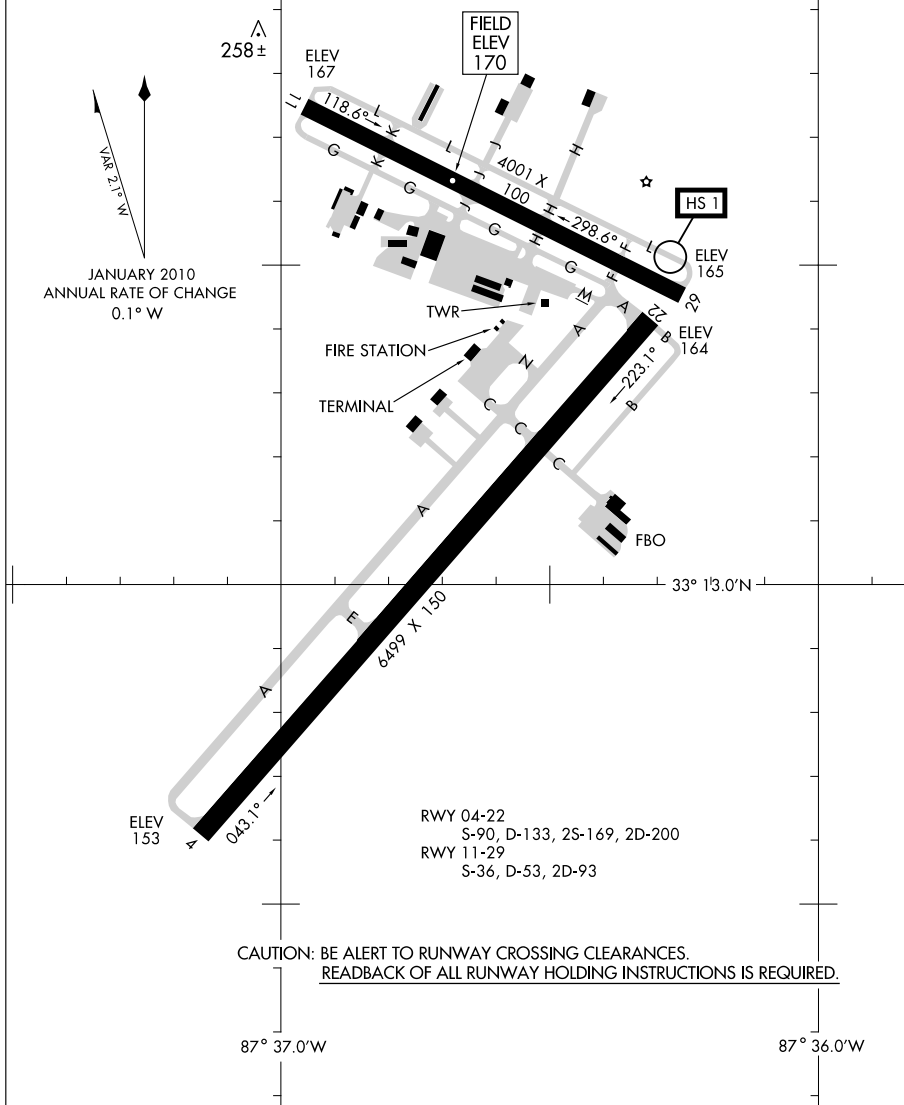 258±
ELEV
167
FIELD
ELEV
170
VAR 2.1° W
JANUARY 2010
ANNUAL RATE OF CHANGE
0.1° W
11
118.6°
L
K
L
J
J
H
4001 X
100
G
K
G
J
G
H
H
298.6°
F
F
L
HS 1
ELEV
165
29
G
M
A
22
B
ELEV
164
TWR
FIRE STATION
TERMINAL
A
N
223.1°
B
C
C
C
A
FBO
33° 13.0'N
E
6499 X 150
A
ELEV
153
4
043.1°
RWY 04-22
S-90, D-133, 2S-169, 2D-200
RWY 11-29
S-36, D-53, 2D-93
CAUTION: BE ALERT TO RUNWAY CROSSING CLEARANCES.
READBACK OF ALL RUNWAY HOLDING INSTRUCTIONS IS REQUIRED.
87° 37.0'W
87° 36.0'W